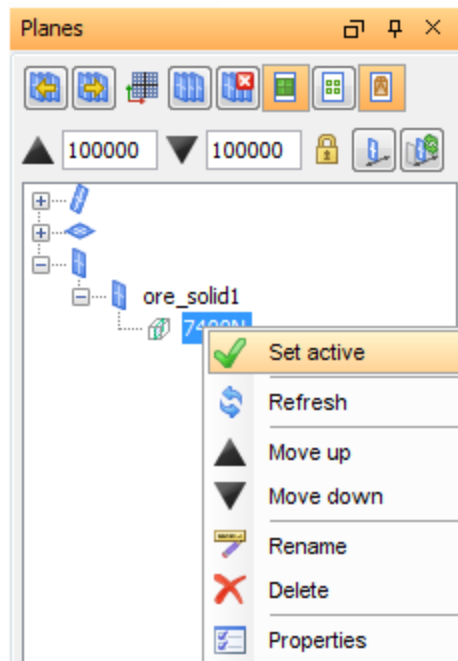 Planes
100000 100000
ore_solid1
7400N
Set active
Refresh
Move up
Move down
Rename
Delete
Properties